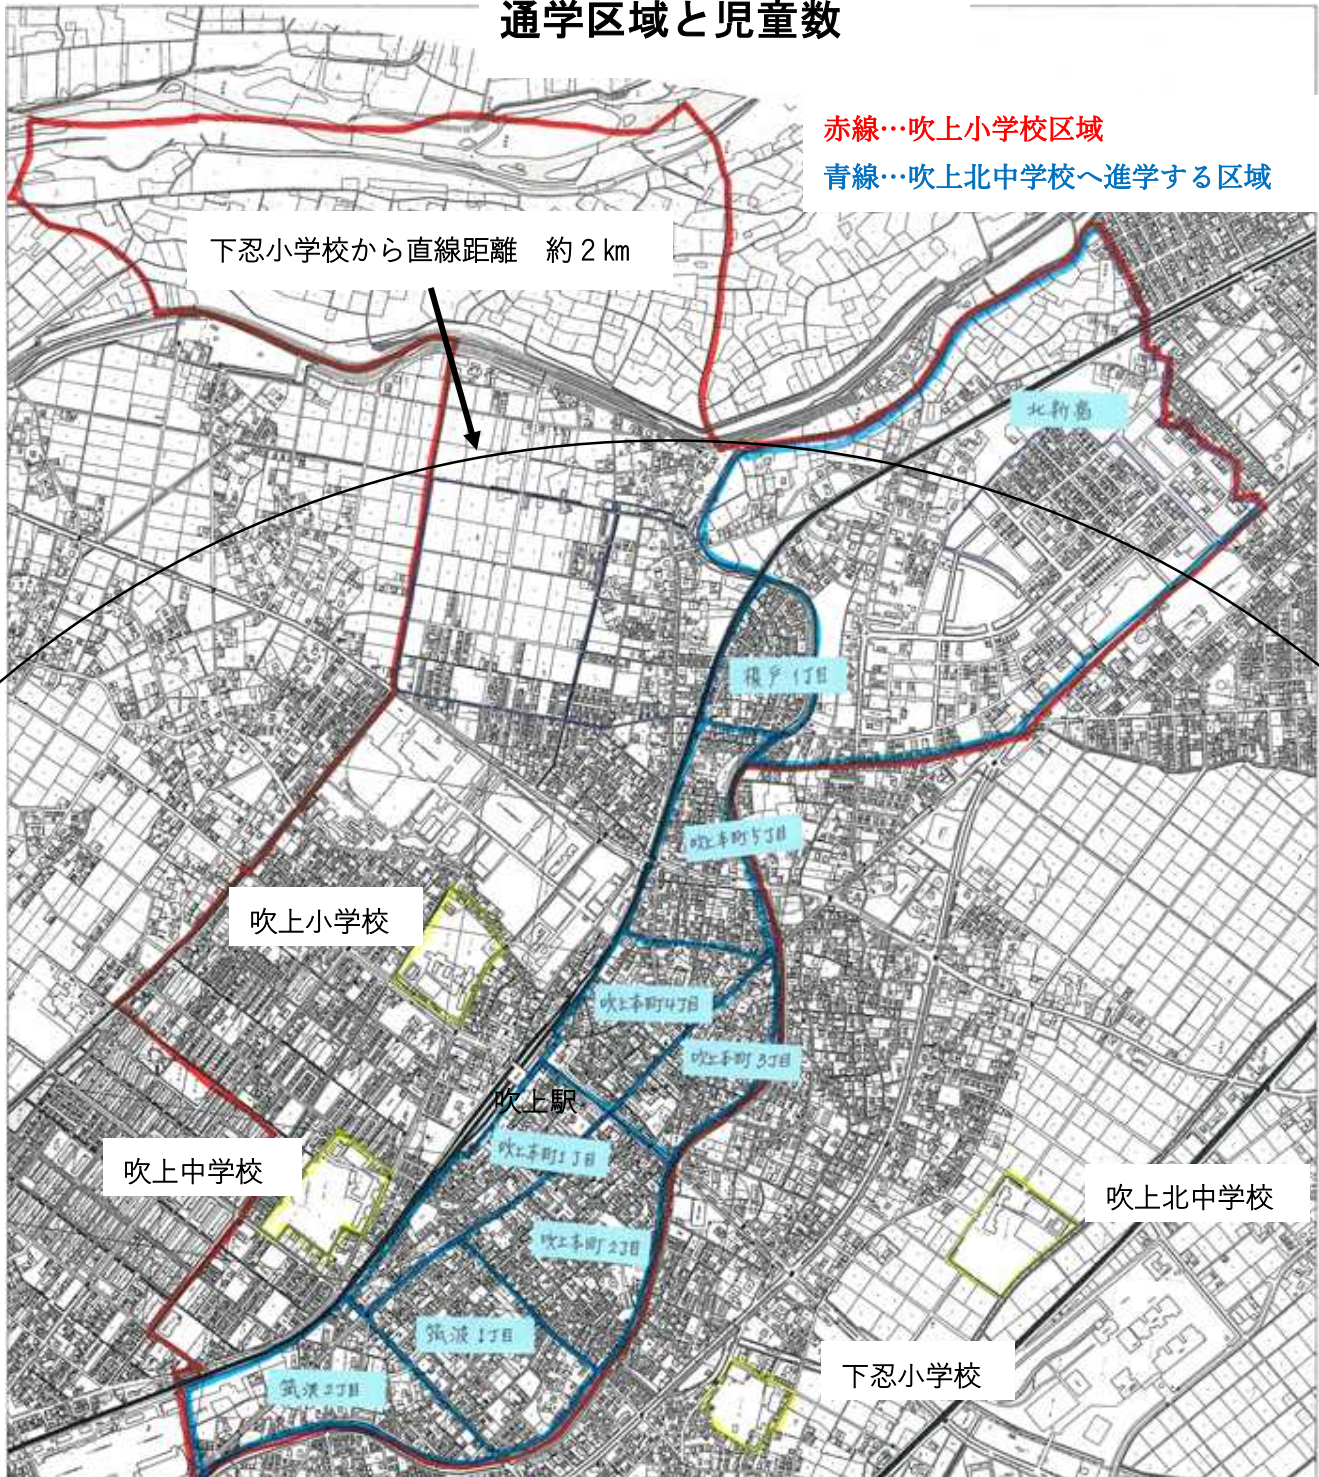 通学区域と児童数
赤線…吹上小学校区域
青線…吹上北中学校へ進学する区域
下忍小学校から直線距離 約2km
北新宿
榎戸1丁目
吹上本町5丁目
吹上小学校
吹上本町4丁目
吹上本町3丁目
吹上駅
吹上本町1丁目
吹上中学校
吹上北中学校
吹上本町2丁目
筑波1丁目
下忍小学校
筑波2丁目